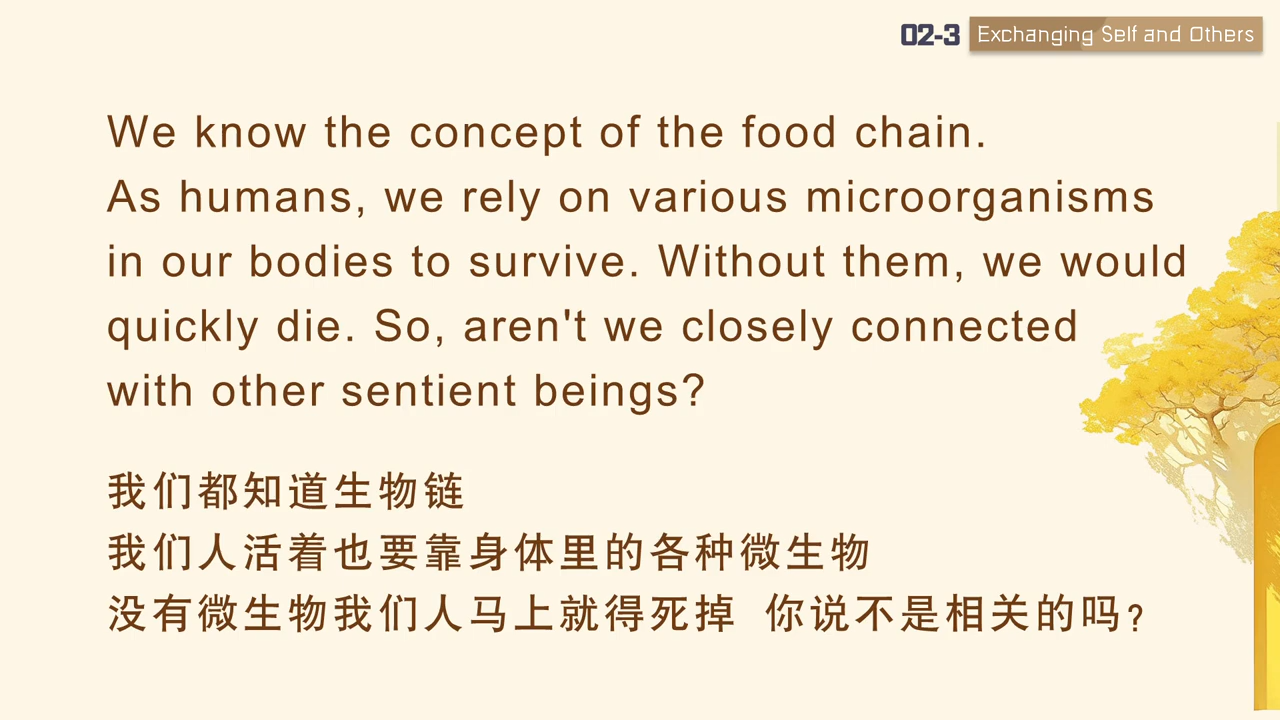 02-3 Exchanging Self and Others
We know the concept of the food chain.
As humans, we rely on various microorganisms
in our bodies to survive. Without them, we would
quickly die. So, aren't we closely connected
with other sentient beings?
我们都知道生物链
我们人活着也要靠身体里的各种微生物
没有微生物我们人马上就得死掉 你说不是相关的吗?